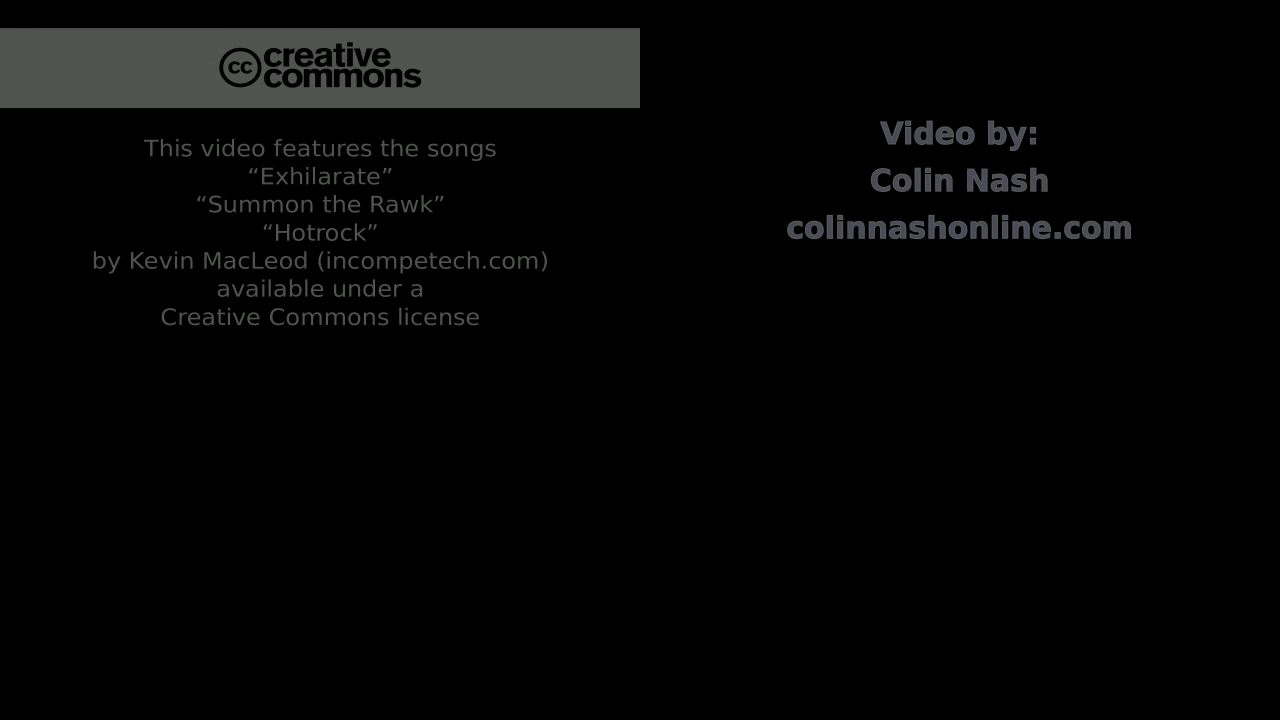 creative
commons
This video features the songs
“Exhilarate”
“Summon the Rawk”
“Hotrock”
by Kevin MacLeod (incompetech.com)
available under a
Creative Commons license
Video by:
Colin Nash
colinnashonline.com